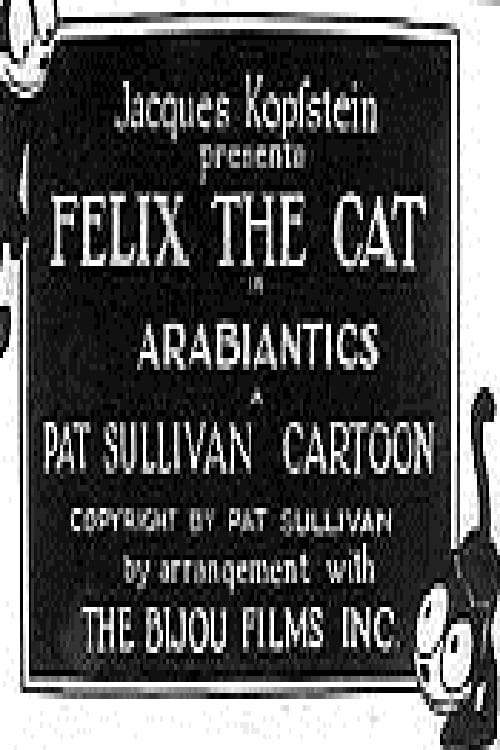 Jacques Kopfstein
presents
FELIX THE CAT
IN
ARABIANTICS
A
PAT SULLIVAN CARTOON
COPYRIGHT BY PAT SULLIVAN
by arrangement with
THE BIJOU FILMS INC.